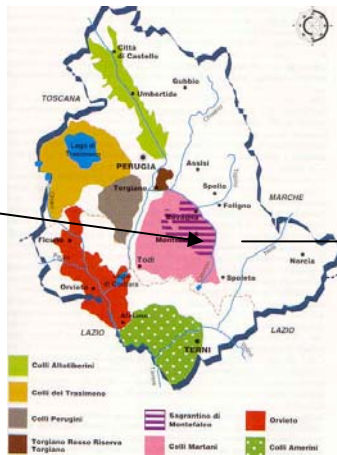 Città
di Castello
Gubbio
TOSCANA
Umbertide
Lago di
Trasimeno
PERUGIA
Assisi
Torgiano
Spello
MARCHE
Foligno
Ficulle
Todi
Norcia
Spoleto
Orvieto
di Corbara
LAZIO
TERNI
LAZIO
Colli Altotiberini
Colli del Trasimeno
Colli Perugini
Torgiano Rosso Riserva
Torgiano
Sagrantino di
Montefalco
Colli Martani
Orvieto
Colli Amerini